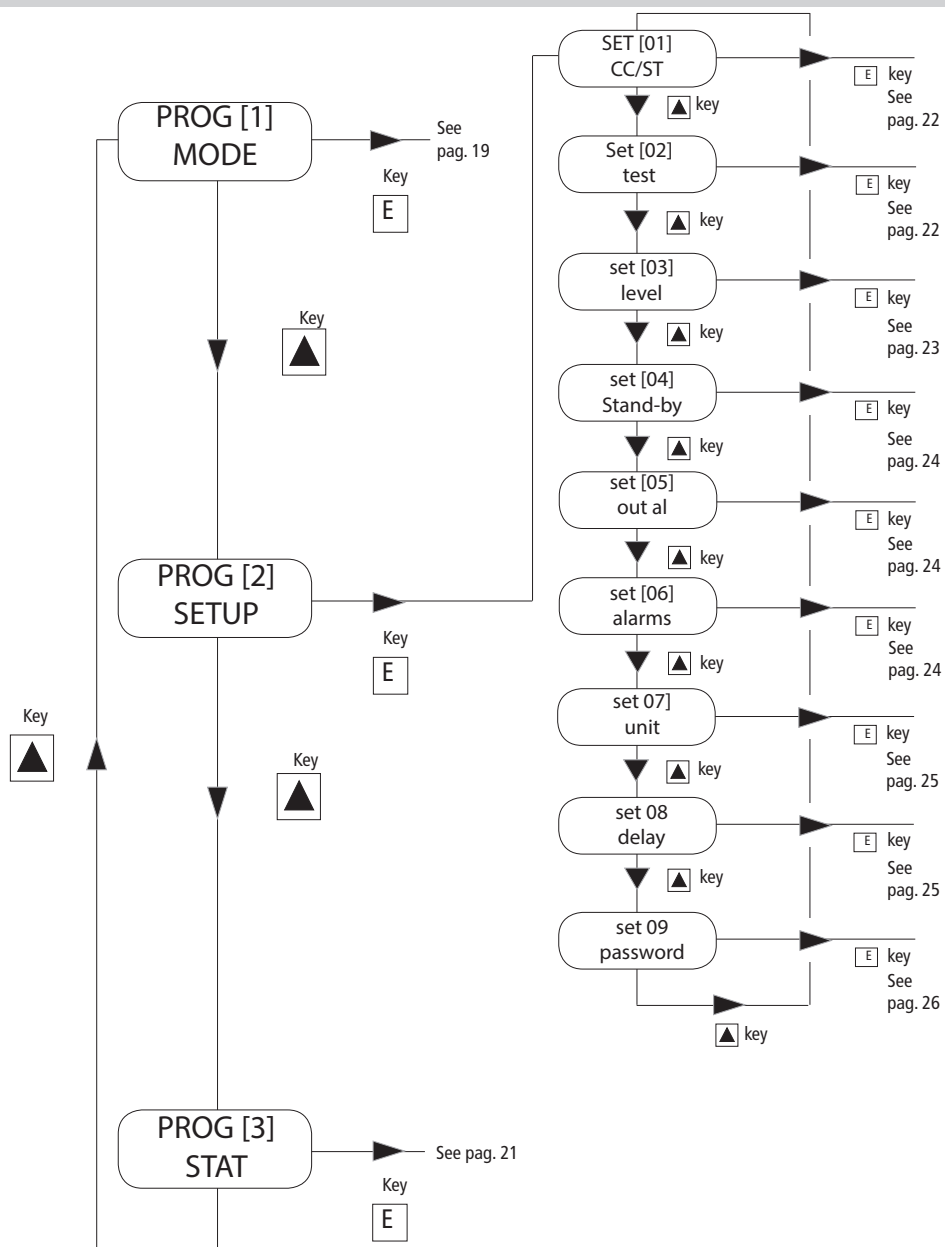 PROG [1]
MODE
See
pag. 19
Key
E
Key
PROG [2]
SETUP
Key
E
Key
Key
PROG [3]
STAT
See pag. 21
Key
E
SET [01]
CC/ST
E key
See
pag. 22
key
Set [02]
test
E key
See
pag. 22
key
set [03]
level
E key
See
pag. 23
key
set [04]
Stand-by
E key
See
pag. 24
key
set [05]
out al
E key
See
pag. 24
key
set [06]
alarms
E key
See
pag. 24
key
set 07]
unit
E key
See
pag. 25
key
set 08
delay
E key
See
pag. 25
key
set 09
password
E key
See
pag. 26
key